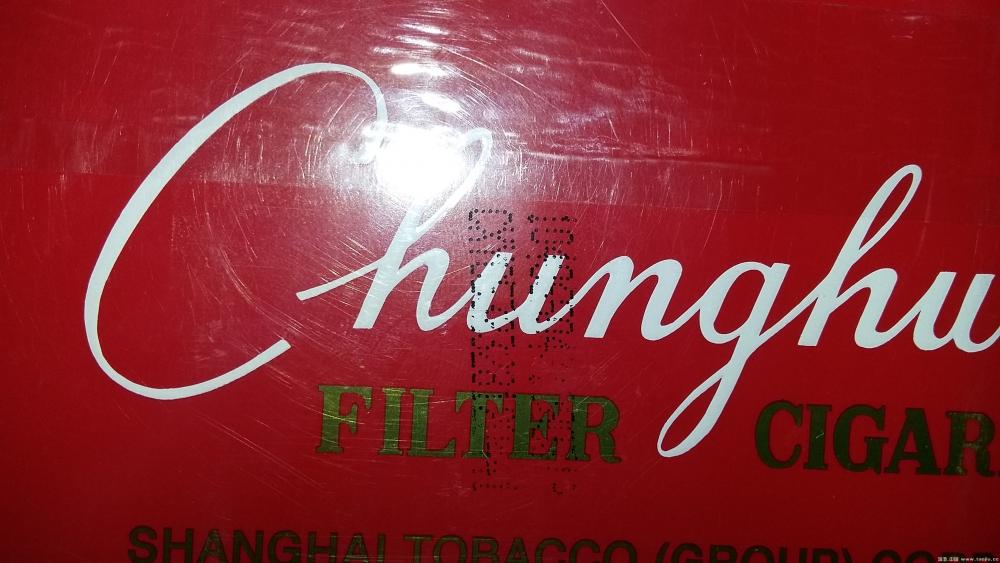 Chunghu
FILTER CIGAR
SHANGHAI TOBACCO (GROUP) CO